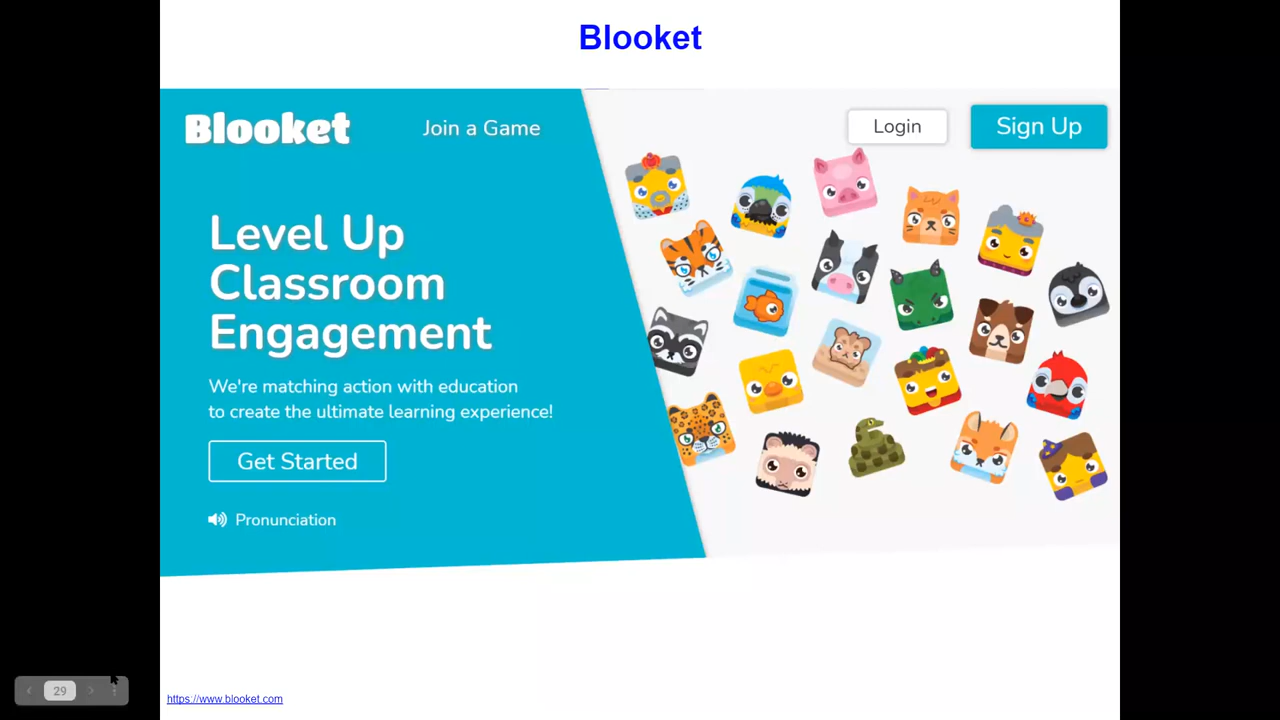 Blooket
Blooket
Join a Game
Login
Sign Up
Level Up
Classroom
Engagement
We're matching action with education
to create the ultimate learning experience!
Get Started
Pronunciation
29
https://www.blooket.com